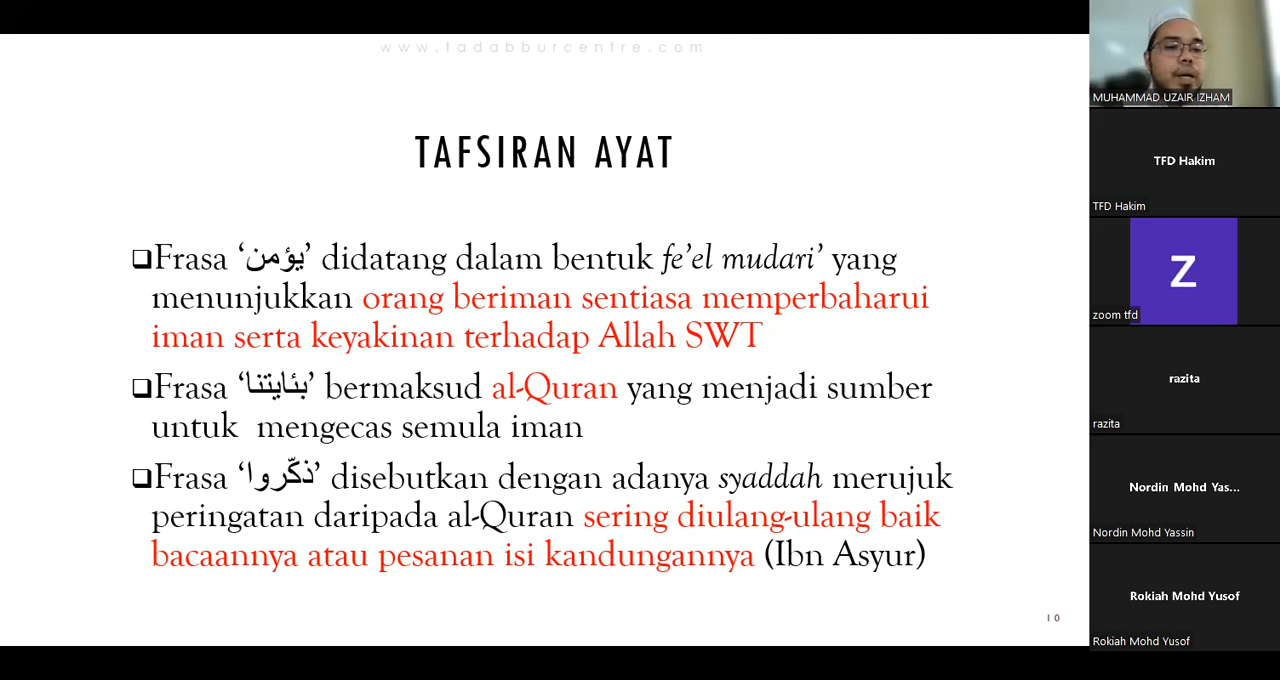 www.tadabburcentre.com
TAFSIRAN AYAT
❑Frasa ‘يؤمن’ didatang dalam bentuk fe’el mudari’ yang
menunjukkan orang beriman sentiasa memperbaharui
iman serta keyakinan terhadap Allah SWT
❑Frasa ‘بئايتنا’ bermaksud al-Quran yang menjadi sumber
untuk mengecas semula iman
❑Frasa ‘ذكّروا’ disebutkan dengan adanya syaddah merujuk
peringatan daripada al-Quran sering diulang-ulang baik
bacaannya atau pesanan isi kandungannya (Ibn Asyur)
10
MUHAMMAD UZAIR IZHAM
TFD Hakim
TFD Hakim
Z
zoom tfd
razita
razita
Nordin Mohd Yas...
Nordin Mohd Yassin
Rokiah Mohd Yusof
Rokiah Mohd Yusof